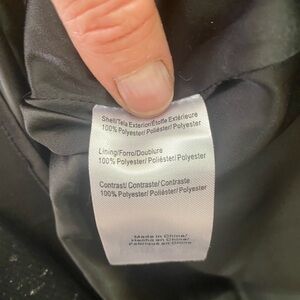 Shell/Tela Exterior/Étoffe Extérieure
100% Polyester/ Poliéster/ Polyester
Lining/Forro/Doublure
100% Polyester/ Poliéster/ Polyester
Contrast/ Contraste/ Contraste
100% Polyester/ Poliéster/ Polyester
Made in China/
Hecho en China/
Fabriqué en Chine